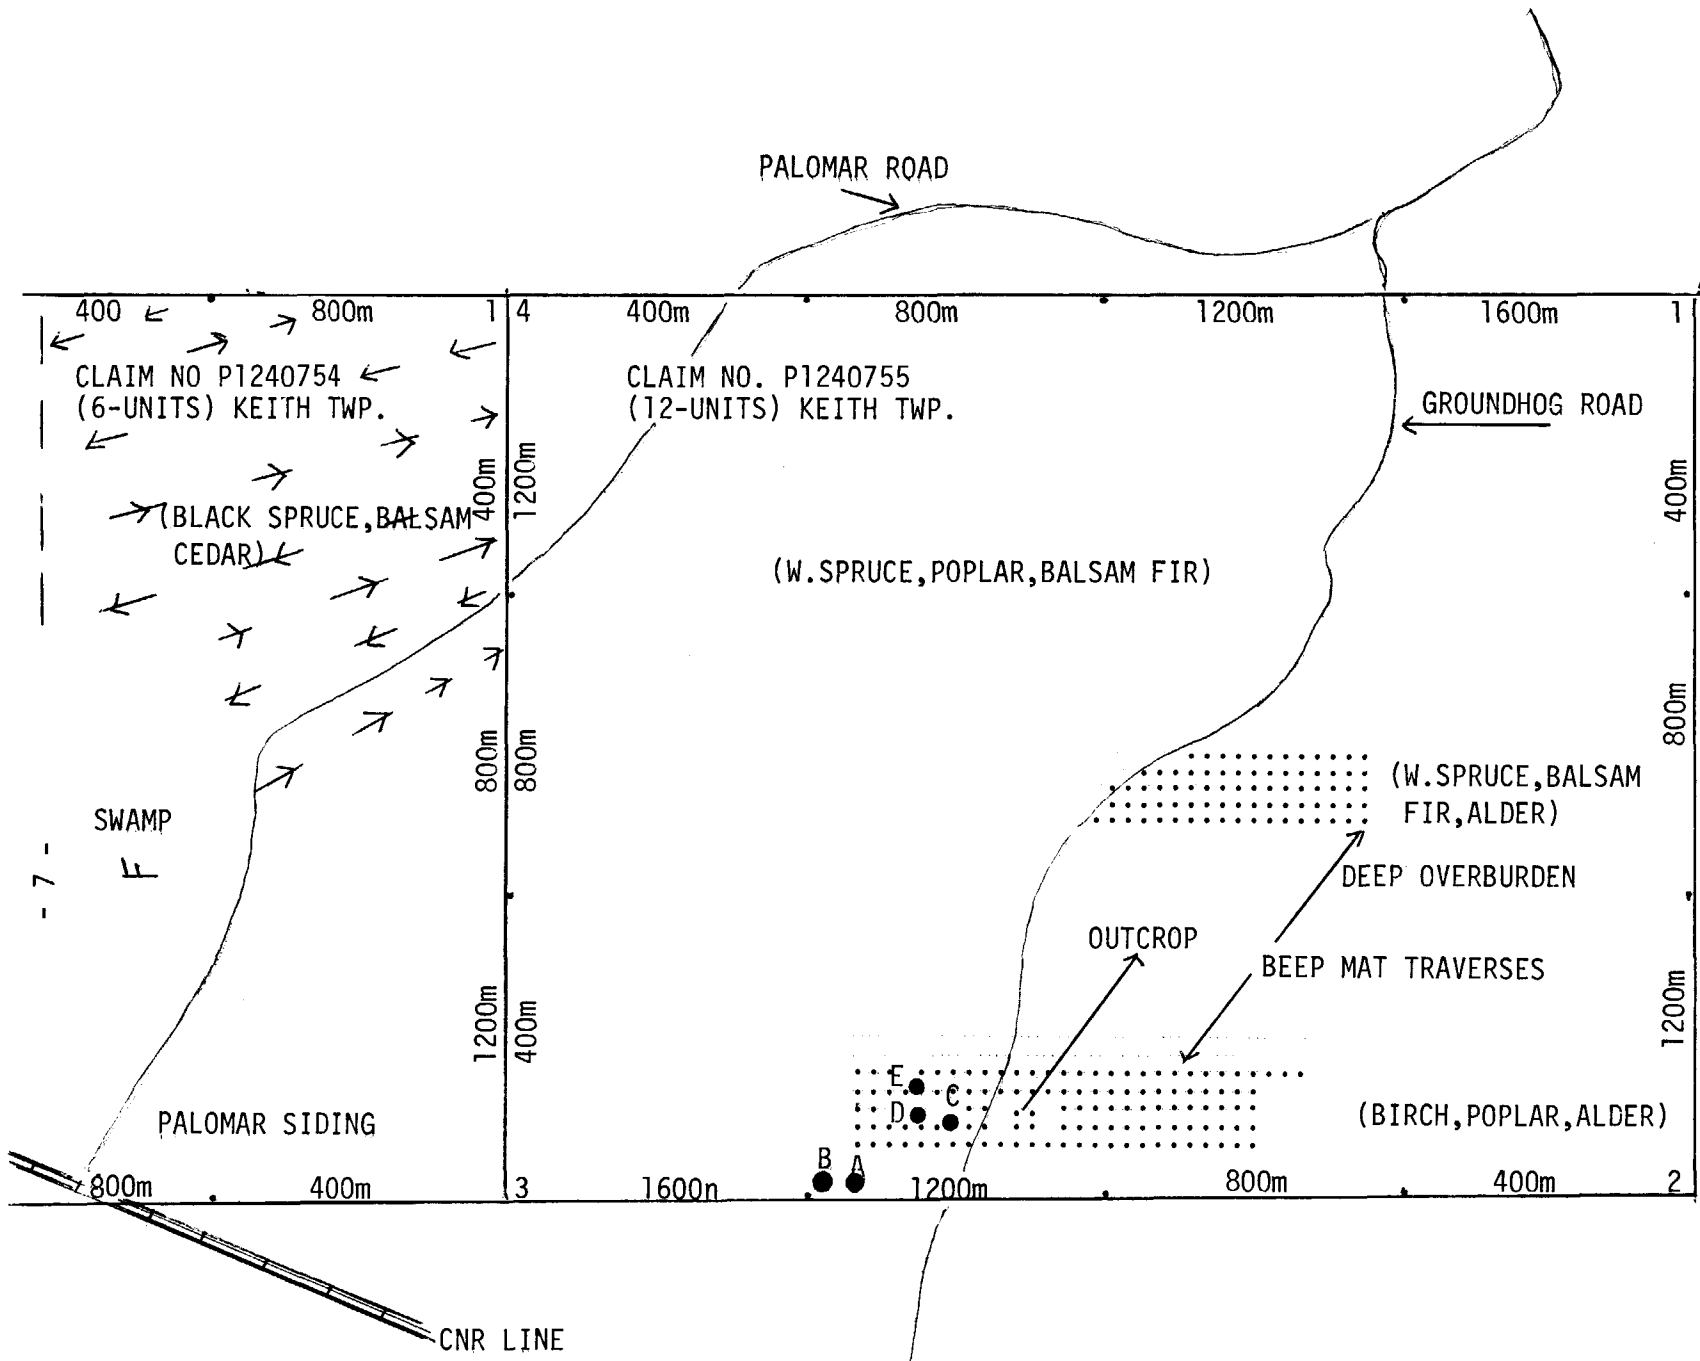 PALOMAR ROAD
400 800m 1 4 400m 800m 1200m 1600m 1
CLAIM NO P1240754
(6-UNITS) KEITH TWP.
CLAIM NO. P1240755
(12-UNITS) KEITH TWP.
GROUNDHOG ROAD
400m 1200m
400m
(BLACK SPRUCE,BALSAM
CEDAR)
(W.SPRUCE,POPLAR,BALSAM FIR)
800m 800m
800m
(W.SPRUCE,BALSAM
FIR,ALDER)
SWAMP
F
- 7 -
DEEP OVERBURDEN
OUTCROP
BEEP MAT TRAVERSES
1200m 400m
1200m
E
D C
PALOMAR SIDING
(BIRCH,POPLAR,ALDER)
B A
800m 400m 3 1600n 1200m 800m 400m 2
CNR LINE